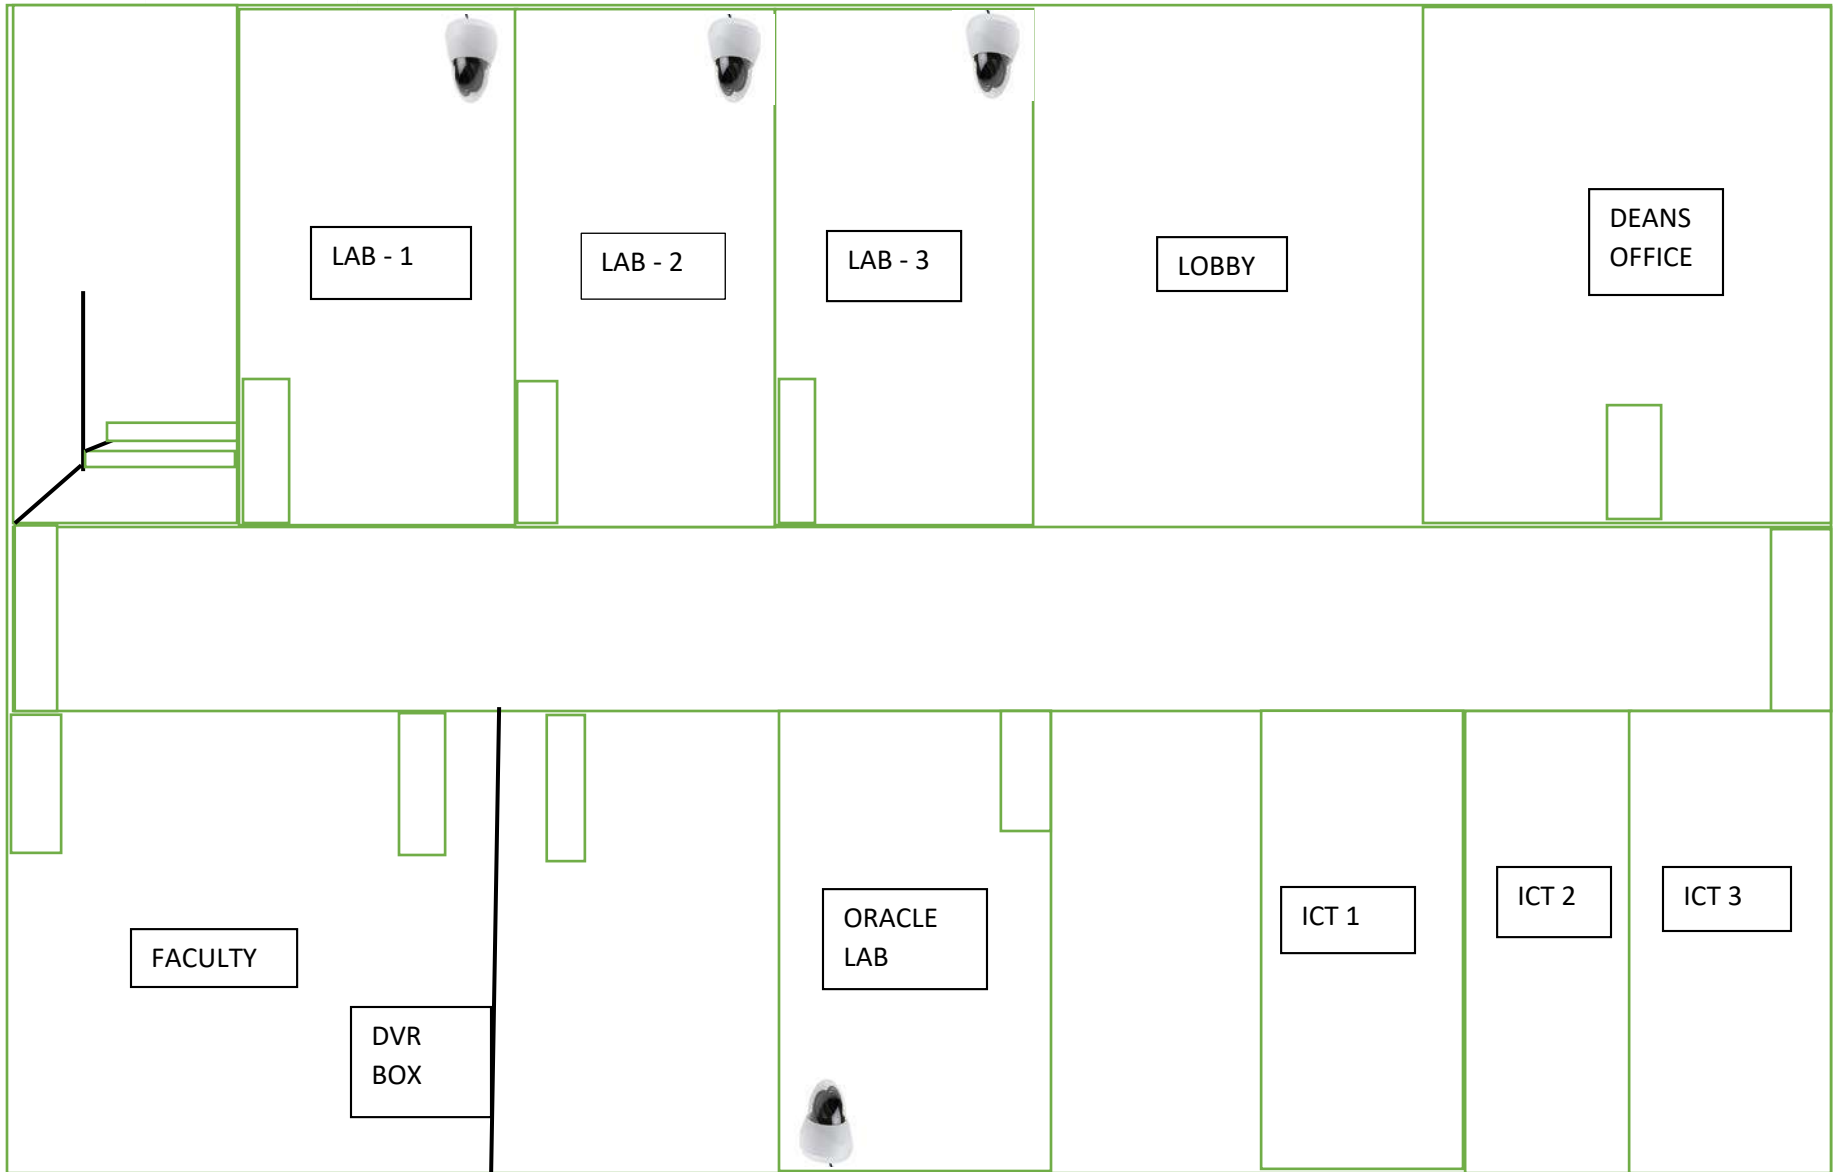 LAB - 1
LAB - 2
LAB - 3
LOBBY
DEANS
OFFICE
FACULTY
DVR
BOX
ORACLE
LAB
ICT 1
ICT 2
ICT 3